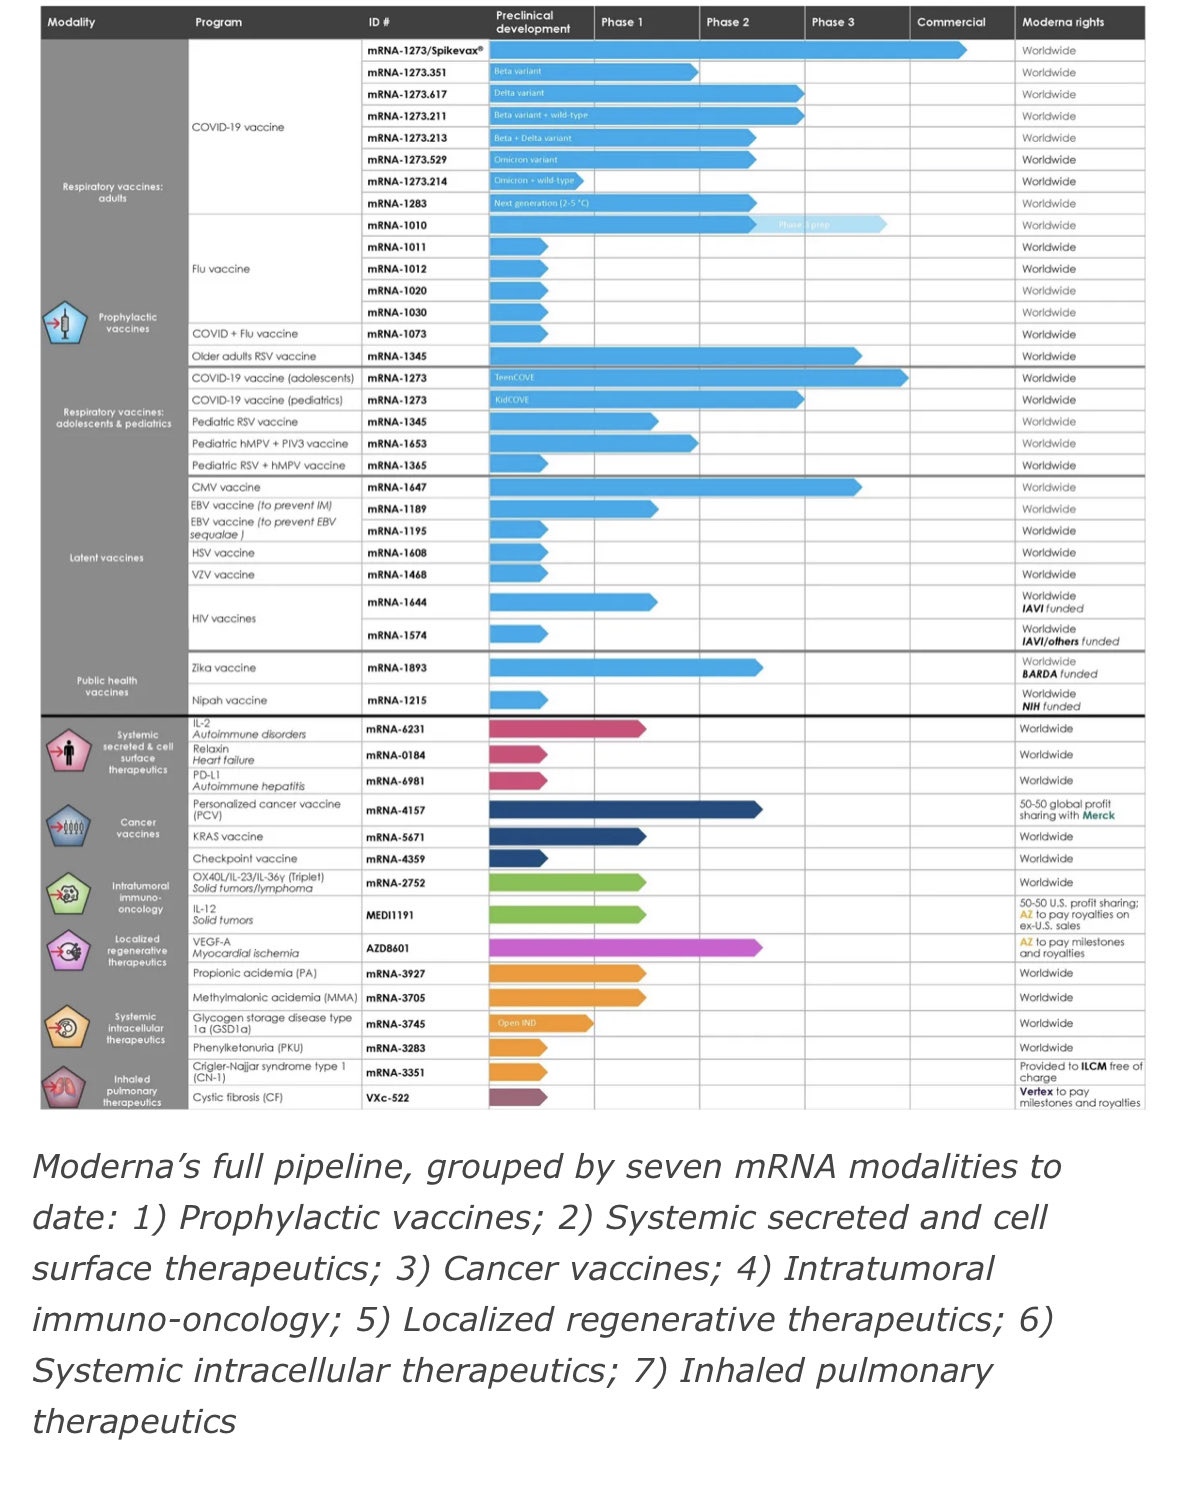 Modality Program ID # Preclinical development Phase 1 Phase 2 Phase 3 Commercial Moderna rights
Prophylactic vaccines
Respiratory vaccines: adults
COVID-19 vaccine
mRNA-1273/Spikevax® Worldwide
mRNA-1273.351 Beta variant Worldwide
mRNA-1273.617 Delta variant Worldwide
mRNA-1273.211 Beta variant + wild-type Worldwide
mRNA-1273.213 Beta + Delta variant Worldwide
mRNA-1273.529 Omicron variant Worldwide
mRNA-1273.214 Omicron + wild-type Worldwide
mRNA-1283 Next generation (2-5 °C) Worldwide
Flu vaccine
mRNA-1010 Phase 3 prep Worldwide
mRNA-1011 Worldwide
mRNA-1012 Worldwide
mRNA-1020 Worldwide
mRNA-1030 Worldwide
COVID + Flu vaccine mRNA-1073 Worldwide
Older adults RSV vaccine mRNA-1345 Worldwide
Respiratory vaccines: adolescents & pediatrics
COVID-19 vaccine (adolescents) mRNA-1273 TeenCOVE Worldwide
COVID-19 vaccine (pediatrics) mRNA-1273 KidCOVE Worldwide
Pediatric RSV vaccine mRNA-1345 Worldwide
Pediatric hMPV + PIV3 vaccine mRNA-1653 Worldwide
Pediatric RSV + hMPV vaccine mRNA-1365 Worldwide
Latent vaccines
CMV vaccine mRNA-1647 Worldwide
EBV vaccine (to prevent IM) mRNA-1189 Worldwide
EBV vaccine (to prevent EBV sequalae ) mRNA-1195 Worldwide
HSV vaccine mRNA-1608 Worldwide
VZV vaccine mRNA-1468 Worldwide
HIV vaccines
mRNA-1644 Worldwide IAVI funded
mRNA-1574 Worldwide IAVI/others funded
Public health vaccines
Zika vaccine mRNA-1893 Worldwide BARDA funded
Nipah vaccine mRNA-1215 Worldwide NIH funded
Systemic secreted & cell surface therapeutics
IL-2 Autoimmune disorders mRNA-6231 Worldwide
Relaxin Heart failure mRNA-0184 Worldwide
PD-L1 Autoimmune hepatitis mRNA-6981 Worldwide
Cancer vaccines
Personalized cancer vaccine (PCV) mRNA-4157 50-50 global profit sharing with Merck
KRAS vaccine mRNA-5671 Worldwide
Checkpoint vaccine mRNA-4359 Worldwide
Intratumoral immuno-oncology
OX40L/IL-23/IL-36γ (Triplet) Solid tumors/lymphoma mRNA-2752 Worldwide
IL-12 Solid tumors MEDI1191 50-50 U.S. profit sharing; AZ to pay royalties on ex-U.S. sales
Localized regenerative therapeutics
VEGF-A Myocardial ischemia AZD8601 AZ to pay milestones and royalties
Systemic intracellular therapeutics
Propionic acidemia (PA) mRNA-3927 Worldwide
Methylmalonic acidemia (MMA) mRNA-3705 Worldwide
Glycogen storage disease type 1a (GSD1a) mRNA-3745 Open IND Worldwide
Phenylketonuria (PKU) mRNA-3283 Worldwide
Crigler-Najjar syndrome type 1 (CN-1) mRNA-3351 Provided to ILCM free of charge
Inhaled pulmonary therapeutics
Cystic fibrosis (CF) VXc-522 Vertex to pay milestones and royalties
Moderna’s full pipeline, grouped by seven mRNA modalities to
date: 1) Prophylactic vaccines; 2) Systemic secreted and cell
surface therapeutics; 3) Cancer vaccines; 4) Intratumoral
immuno-oncology; 5) Localized regenerative therapeutics; 6)
Systemic intracellular therapeutics; 7) Inhaled pulmonary
therapeutics